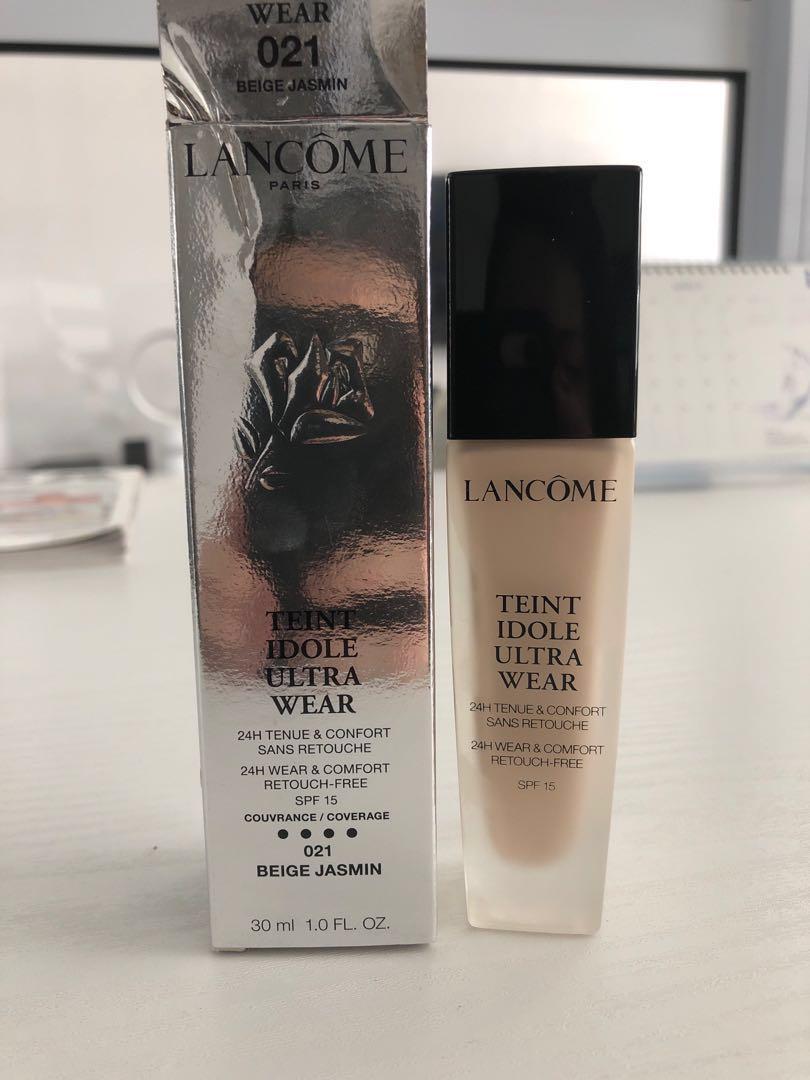 WEAR
021
BEIGE JASMIN
LANCÔME
PARIS
TEINT
IDOLE
ULTRA
WEAR
24H TENUE & CONFORT
SANS RETOUCHE
24H WEAR & COMFORT
RETOUCH-FREE
SPF 15
COUVRANCE / COVERAGE
021
BEIGE JASMIN
30 ml 1.0 FL. OZ.
LANCÔME
TEINT
IDOLE
ULTRA
WEAR
24H TENUE & CONFORT
SANS RETOUCHE
24H WEAR & COMFORT
RETOUCH-FREE
SPF 15